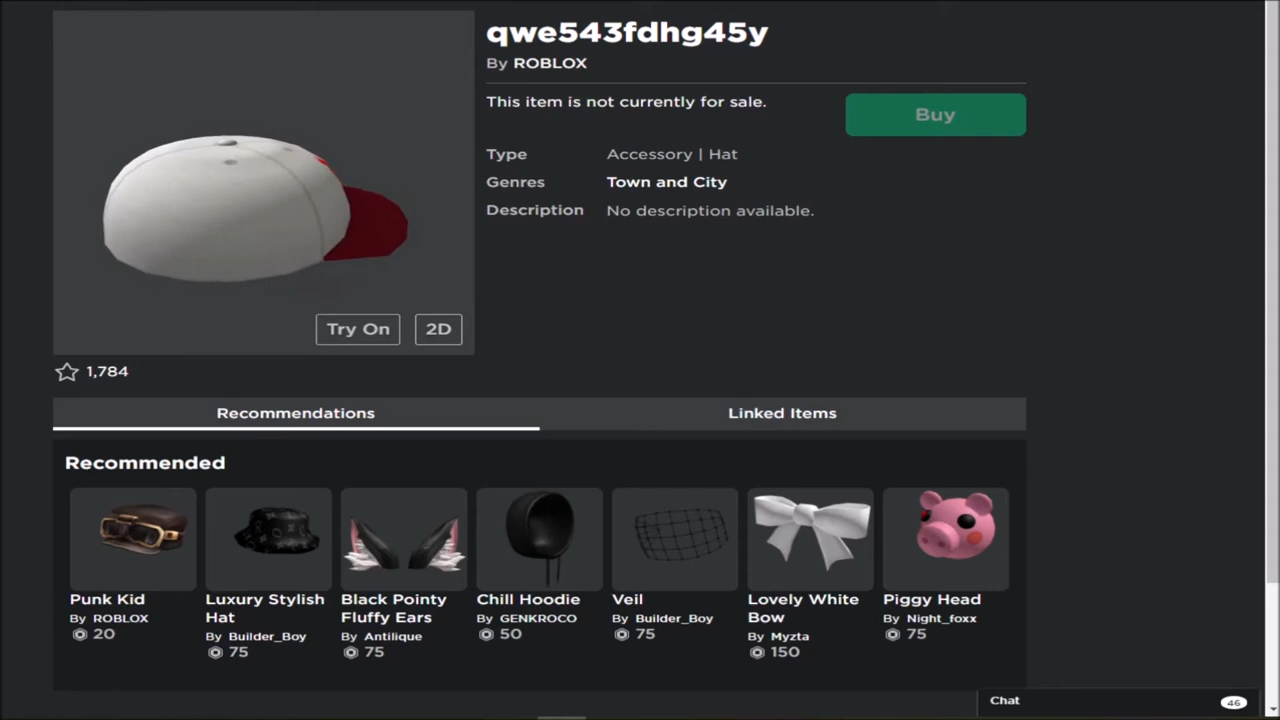 qwe543fdhg45y
By ROBLOX
This item is not currently for sale.
Buy
Type Accessory | Hat
Genres Town and City
Description No description available.
Try On 2D
1,784
Recommendations Linked Items
Recommended
Punk Kid
By ROBLOX
20
Luxury Stylish
Hat
By Builder_Boy
75
Black Pointy
Fluffy Ears
By Antilique
75
Chill Hoodie
By GENKROCO
50
Veil
By Builder_Boy
75
Lovely White
Bow
By Myzta
150
Piggy Head
By Night_foxx
75
Chat 46